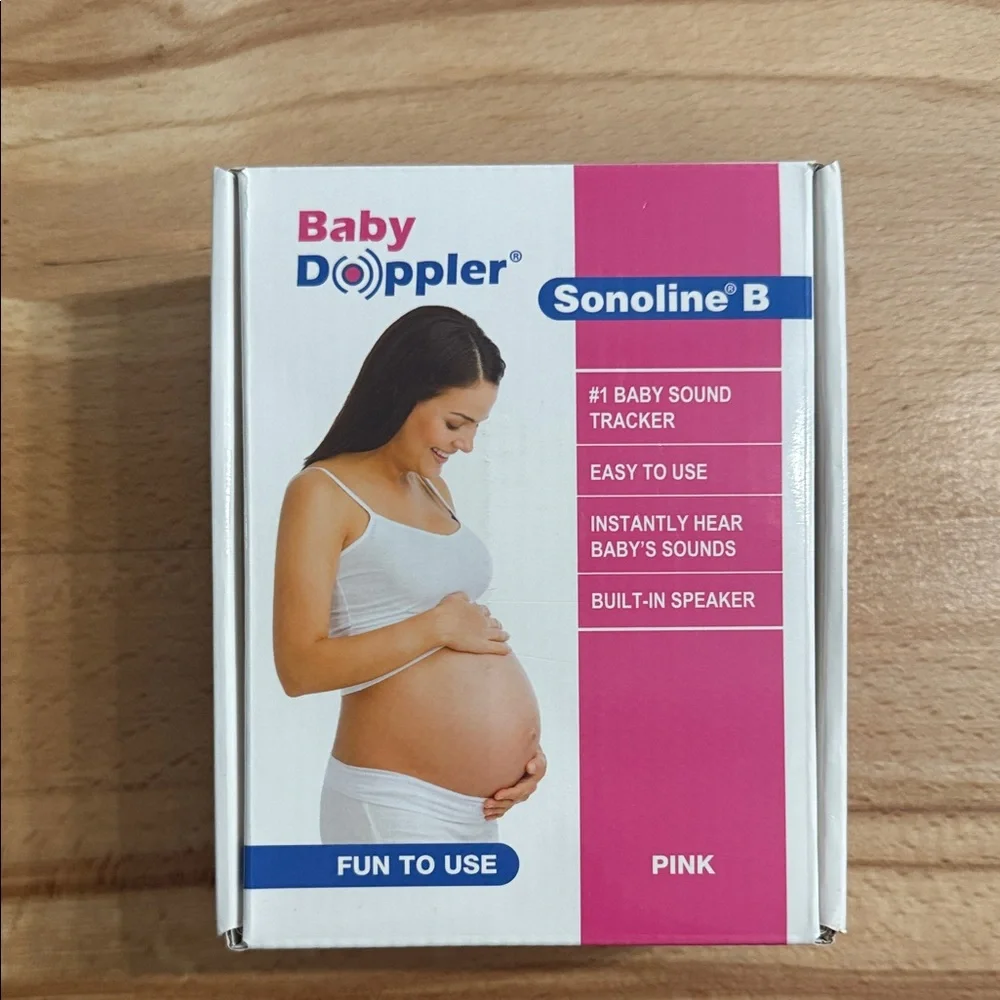 Baby
Doppler®
Sonoline® B
#1 BABY SOUND
TRACKER
EASY TO USE
INSTANTLY HEAR
BABY'S SOUNDS
BUILT-IN SPEAKER
FUN TO USE
PINK